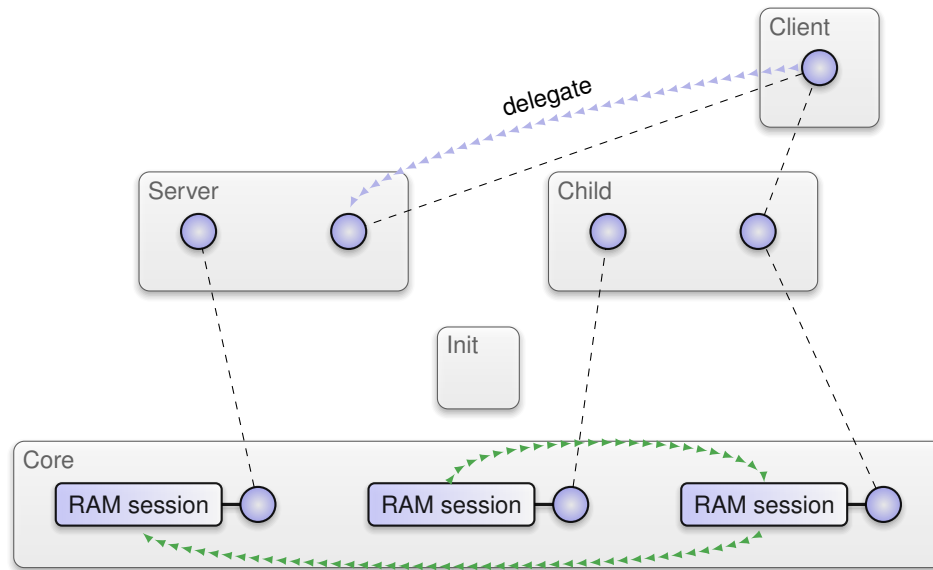 Client
delegate
Server
Child
Init
Core
RAM session
RAM session
RAM session